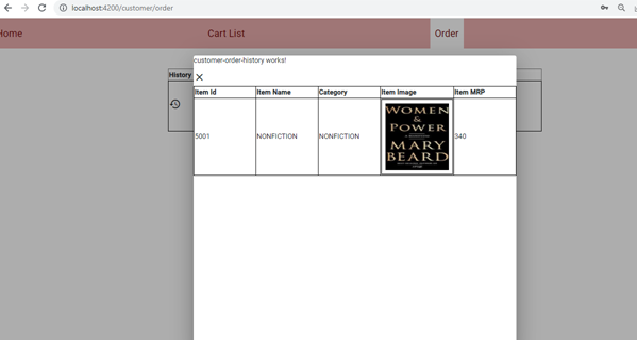 localhost:4200/customer/order
Home Cart List Order
customer-order-history works!
History
Item Id Item Name Category Item Image Item MRP
5001 NONFICTION NONFICTION 340
WOMEN
&
POWER
MARY
BEARD